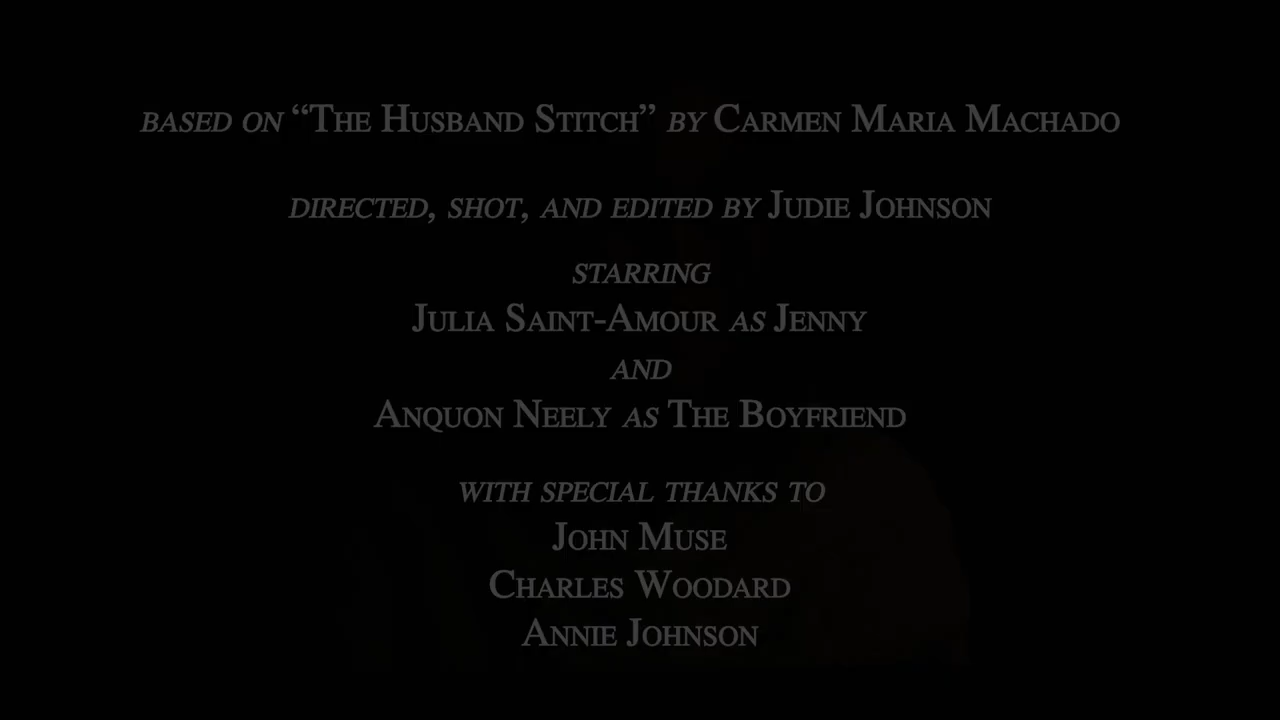 BASED ON “THE HUSBAND STITCH” BY CARMEN MARIA MACHADO
DIRECTED, SHOT, AND EDITED BY JUDIE JOHNSON
STARRING
JULIA SAINT-AMOUR AS JENNY
AND
ANQUON NEELY AS THE BOYFRIEND
WITH SPECIAL THANKS TO
JOHN MUSE
CHARLES WOODARD
ANNIE JOHNSON